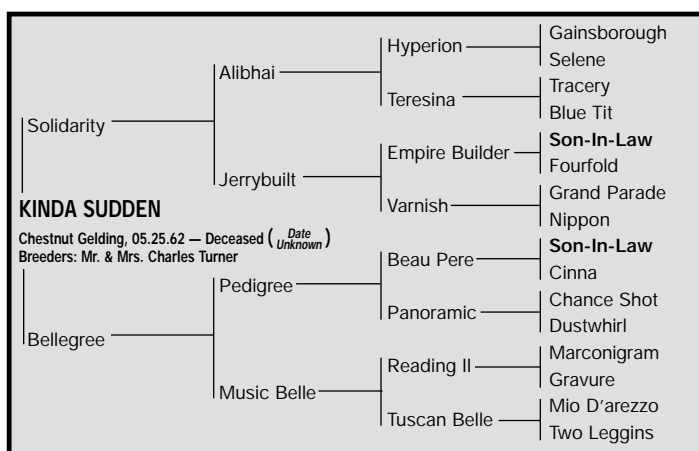 Gainsborough
Hyperion
Selene
Alibhai
Tracery
Teresina
Blue Tit
Solidarity
Son-In-Law
Empire Builder
Fourfold
Jerrybuilt
Grand Parade
Varnish
Nippon
KINDA SUDDEN
Chestnut Gelding, 05.25.62 — Deceased (Date Unknown)
Breeders: Mr. & Mrs. Charles Turner
Son-In-Law
Beau Pere
Cinna
Pedigree
Chance Shot
Panoramic
Dustwhirl
Bellegree
Marconigram
Reading II
Gravure
Music Belle
Mio D'arezzo
Tuscan Belle
Two Leggins